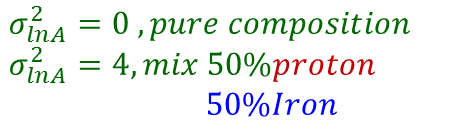 σ²lnA = 0 , pure composition
σ²lnA = 4, mix 50%proton
50%Iron